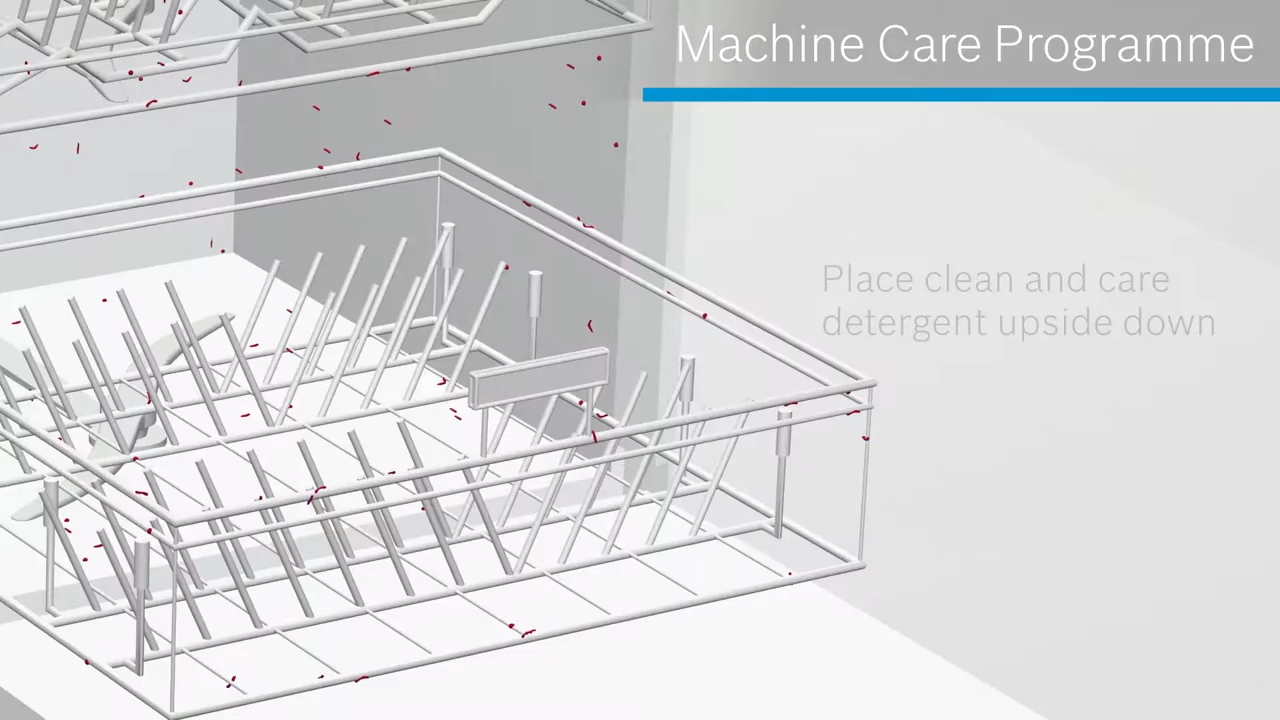 Machine Care Programme
Place clean and care
detergent upside down